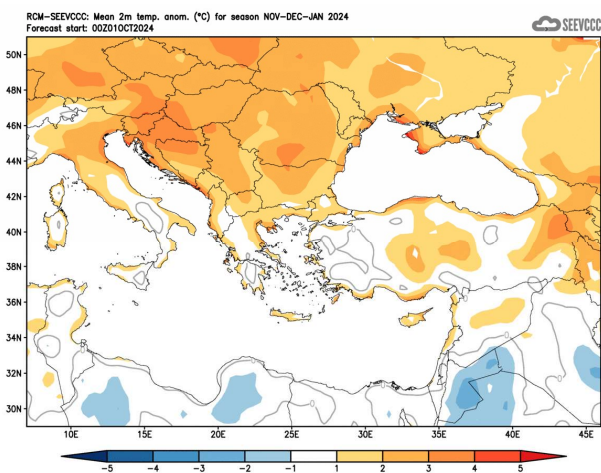 RCM-SEEVCCC: Mean 2m temp. anom. (°C) for season NOV-DEC-JAN 2024
Forecast start: 00Z01OCT2024
SEEVCCC
50N
48N
46N
44N
42N
40N
38N
36N
34N
32N
30N
10E 15E 20E 25E 30E 35E 40E 45E
-5 -4 -3 -2 -1 1 2 3 4 5